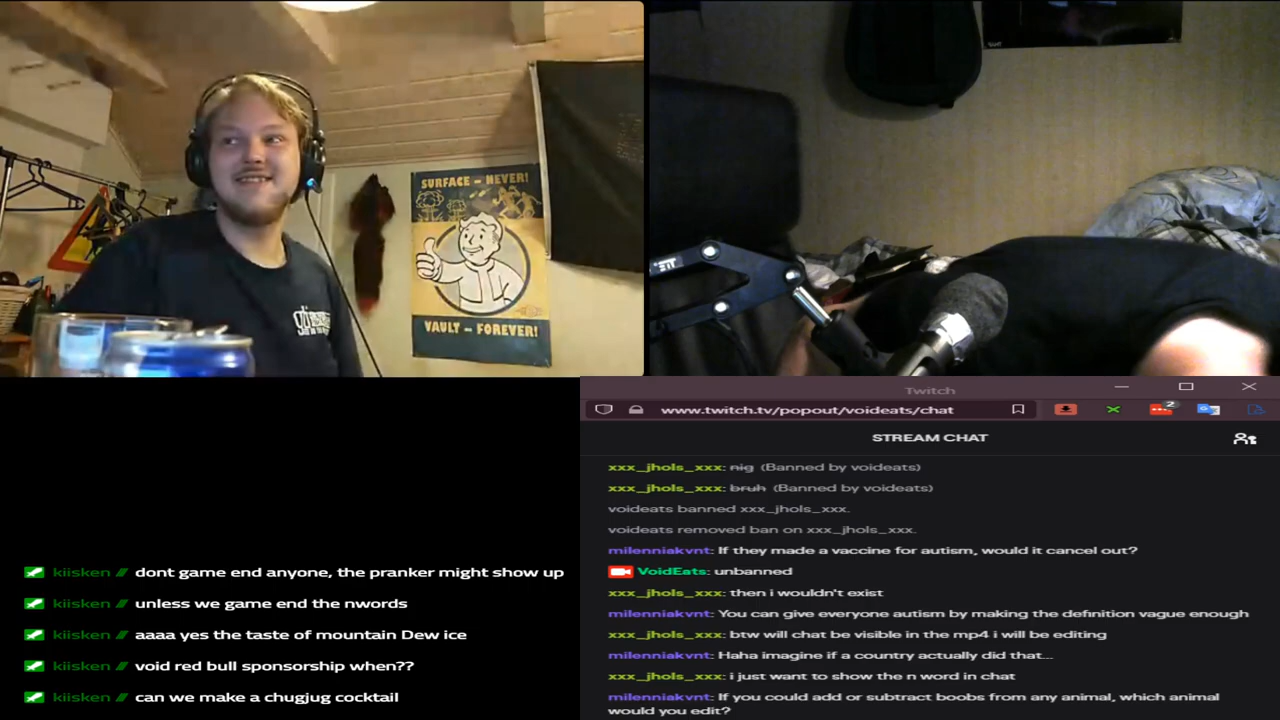 SURFACE - NEVER!
VAULT - FOREVER!
Twitch
www.twitch.tv/popout/voideats/chat
2
STREAM CHAT
xxx_jhols_xxx: nig (Banned by voideats)
xxx_jhols_xxx: bruh (Banned by voideats)
voideats banned xxx_jhols_xxx.
voideats removed ban on xxx_jhols_xxx.
milenniakvnt: If they made a vaccine for autism, would it cancel out?
VoidEats: unbanned
xxx_jhols_xxx: then i wouldn't exist
milenniakvnt: You can give everyone autism by making the definition vague enough
xxx_jhols_xxx: btw will chat be visible in the mp4 i will be editing
milenniakvnt: Haha imagine if a country actually did that...
xxx_jhols_xxx: i just want to show the n word in chat
milenniakvnt: If you could add or subtract boobs from any animal, which animal
would you edit?
kiisken // dont game end anyone, the pranker might show up
kiisken // unless we game end the nwords
kiisken // aaaa yes the taste of mountain Dew ice
kiisken // void red bull sponsorship when??
kiisken // can we make a chugjug cocktail